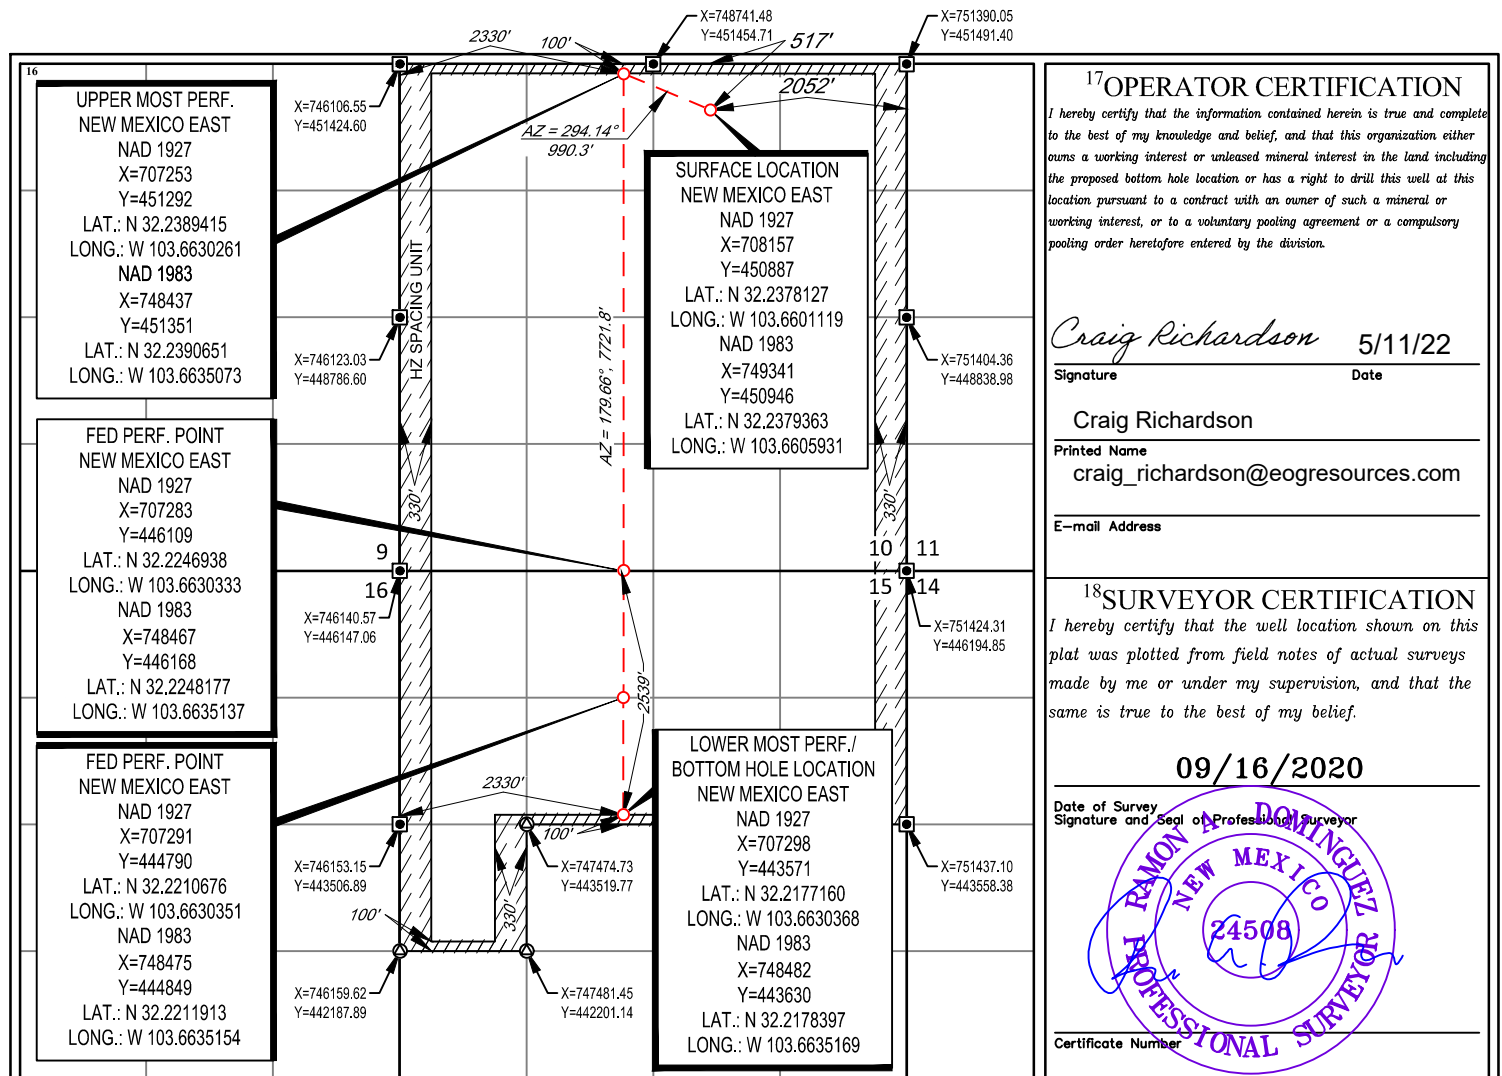 X=748741.48
Y=451454.71
X=751390.05
Y=451491.40
2330'
100'
517'
2052'
16
X=746106.55
Y=451424.60
AZ = 294.14°
990.3'
UPPER MOST PERF.
NEW MEXICO EAST
NAD 1927
X=707253
Y=451292
LAT.: N 32.2389415
LONG.: W 103.6630261
NAD 1983
X=748437
Y=451351
LAT.: N 32.2390651
LONG.: W 103.6635073
SURFACE LOCATION
NEW MEXICO EAST
NAD 1927
X=708157
Y=450887
LAT.: N 32.2378127
LONG.: W 103.6601119
NAD 1983
X=749341
Y=450946
LAT.: N 32.2379363
LONG.: W 103.6605931
HZ SPACING UNIT
AZ = 179.66°, 7721.8'
X=746123.03
Y=448786.60
X=751404.36
Y=448838.98
330'
330'
FED PERF. POINT
NEW MEXICO EAST
NAD 1927
X=707283
Y=446109
LAT.: N 32.2246938
LONG.: W 103.6630333
NAD 1983
X=748467
Y=446168
LAT.: N 32.2248177
LONG.: W 103.6635137
9
16
10
11
15
14
X=746140.57
Y=446147.06
X=751424.31
Y=446194.85
2539'
FED PERF. POINT
NEW MEXICO EAST
NAD 1927
X=707291
Y=444790
LAT.: N 32.2210676
LONG.: W 103.6630351
NAD 1983
X=748475
Y=444849
LAT.: N 32.2211913
LONG.: W 103.6635154
2330'
100'
X=746153.15
Y=443506.89
X=747474.73
Y=443519.77
X=751437.10
Y=443558.38
330'
100'
X=746159.62
Y=442187.89
X=747481.45
Y=442201.14
LOWER MOST PERF./
BOTTOM HOLE LOCATION
NEW MEXICO EAST
NAD 1927
X=707298
Y=443571
LAT.: N 32.2177160
LONG.: W 103.6630368
NAD 1983
X=748482
Y=443630
LAT.: N 32.2178397
LONG.: W 103.6635169
17 OPERATOR CERTIFICATION
I hereby certify that the information contained herein is true and complete
to the best of my knowledge and belief, and that this organization either
owns a working interest or unleased mineral interest in the land including
the proposed bottom hole location or has a right to drill this well at this
location pursuant to a contract with an owner of such a mineral or
working interest, or to a voluntary pooling agreement or a compulsory
pooling order heretofore entered by the division.
Craig Richardson 5/11/22
Signature Date
Craig Richardson
Printed Name
craig_richardson@eogresources.com
E-mail Address
18 SURVEYOR CERTIFICATION
I hereby certify that the well location shown on this
plat was plotted from field notes of actual surveys
made by me or under my supervision, and that the
same is true to the best of my belief.
09/16/2020
Date of Survey
Signature and Seal of Professional Surveyor
RAMON A. DOMINGUEZ
NEW MEXICO
24508
PROFESSIONAL SURVEYOR
Certificate Number